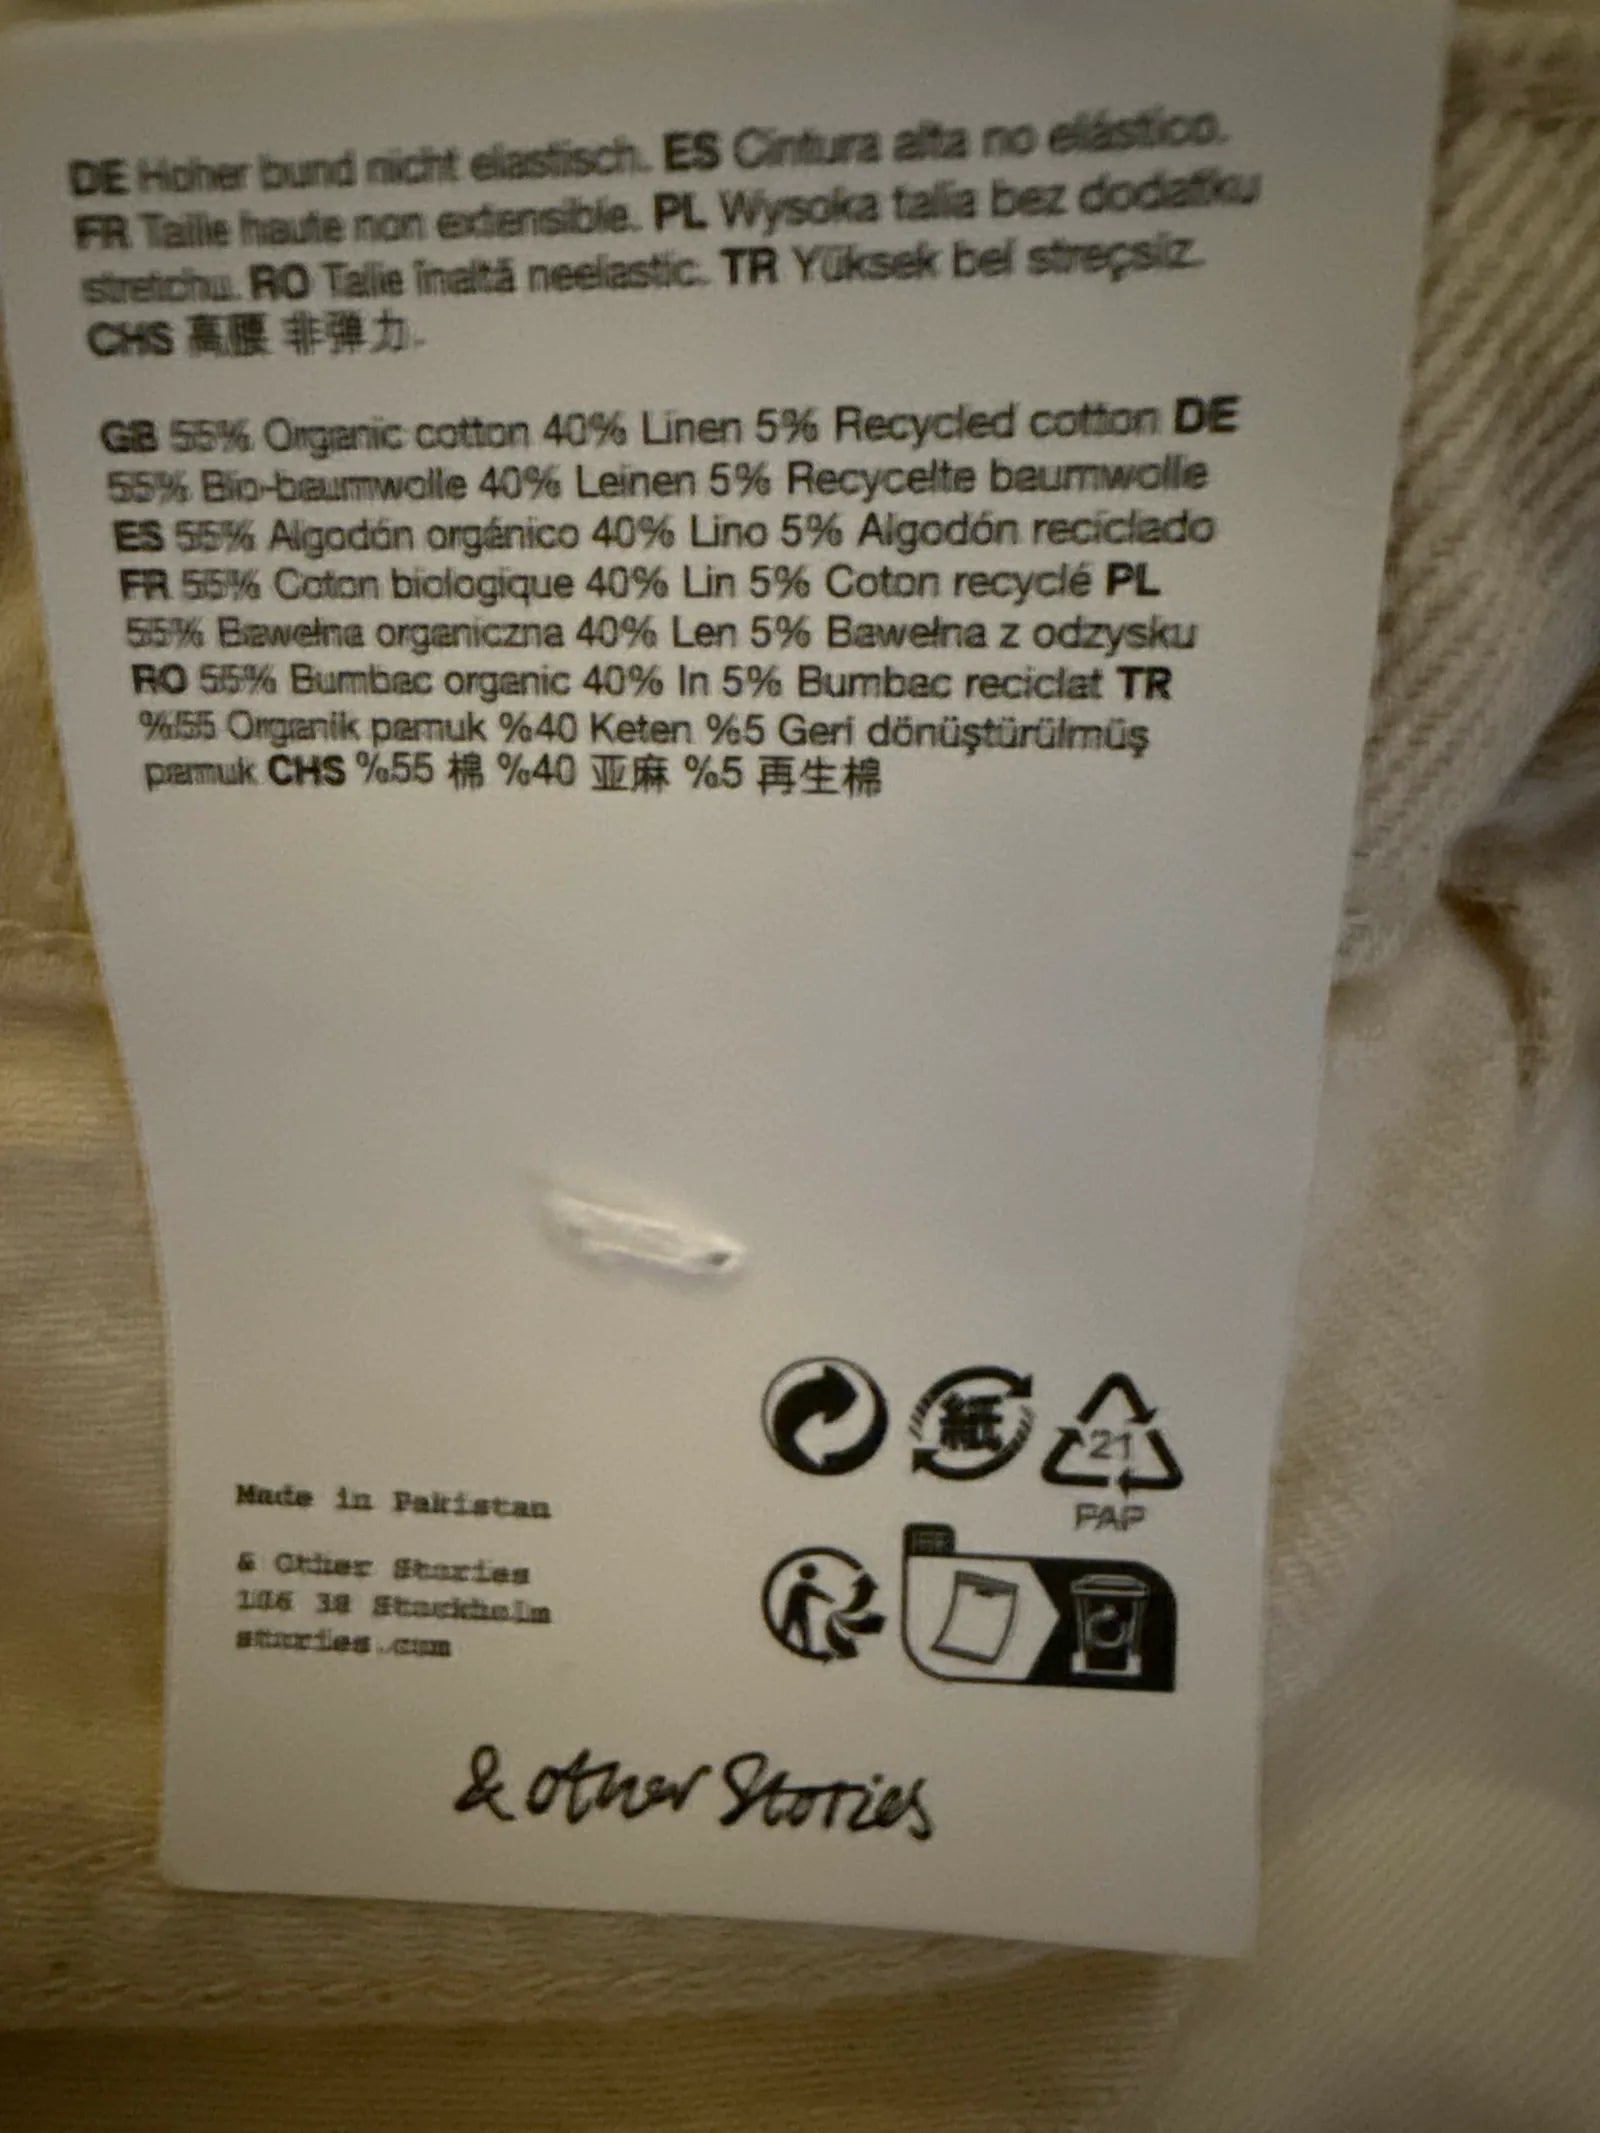 DE Hoher bund nicht elastisch. ES Cintura alta no elástico.
FR Taille haute non extensible. PL Wysoka talia bez dodatku
stretchu. RO Talie înaltă neelastic. TR Yüksek bel streçsiz.
CHS 高腰 非弹力.
GB 55% Organic cotton 40% Linen 5% Recycled cotton DE
55% Bio-baumwolle 40% Leinen 5% Recycelte baumwolle
ES 55% Algodón orgánico 40% Lino 5% Algodón reciclado
FR 55% Coton biologique 40% Lin 5% Coton recyclé PL
55% Bawełna organiczna 40% Len 5% Bawełna z odzysku
RO 55% Bumbac organic 40% In 5% Bumbac reciclat TR
%55 Organik pamuk %40 Keten %5 Geri dönüştürülmüş
pamuk CHS %55 棉 %40 亚麻 %5 再生棉
紙
21
PAP
Made in Pakistan
& Other Stories
106 38 Stockholm
stories.com
& other Stories